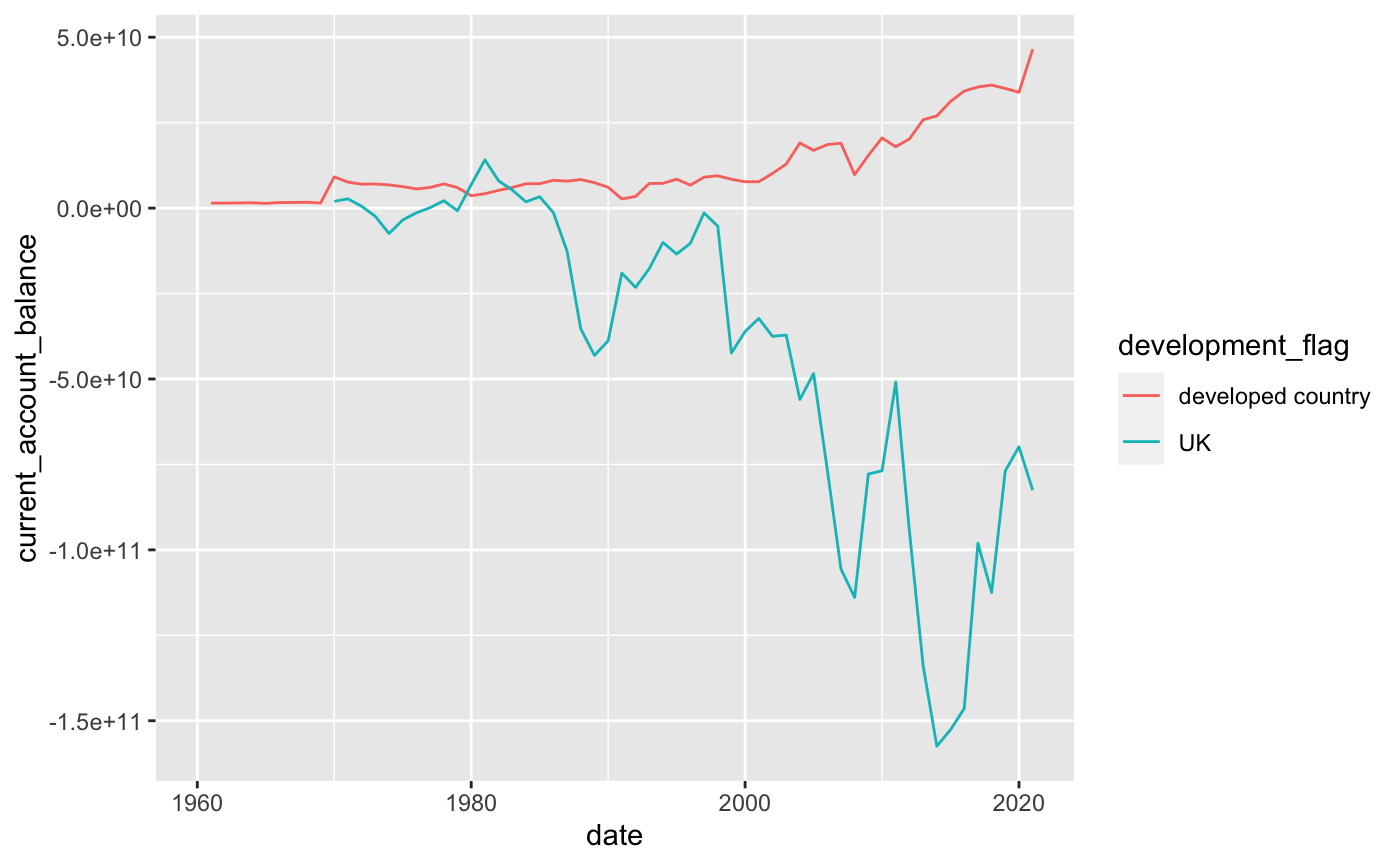 5.0e+10
0.0e+00
-5.0e+10
-1.0e+11
-1.5e+11
current_account_balance
1960 1980 2000 2020
date
development_flag
developed country
UK